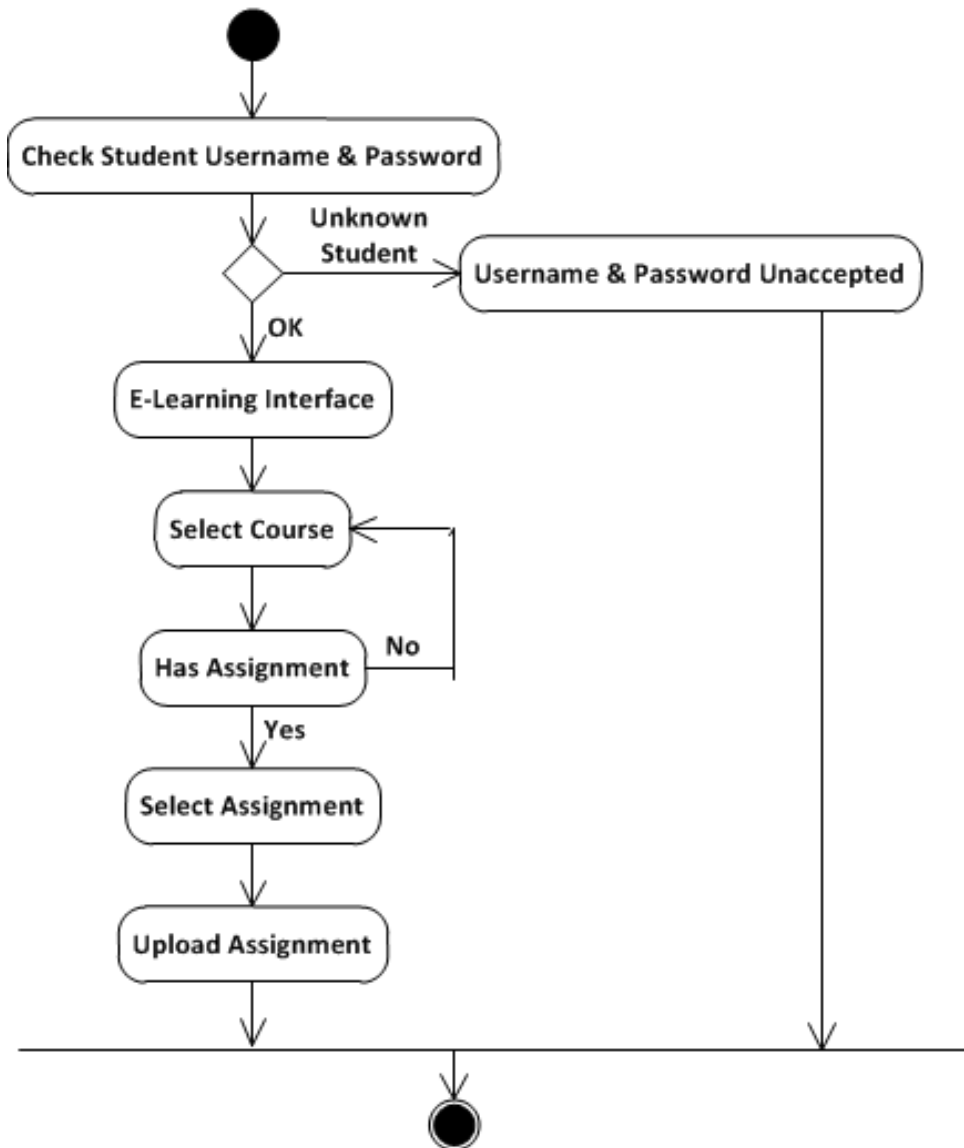 Check Student Username & Password
Unknown
Student
Username & Password Unaccepted
OK
E-Learning Interface
Select Course
Has Assignment
No
Yes
Select Assignment
Upload Assignment